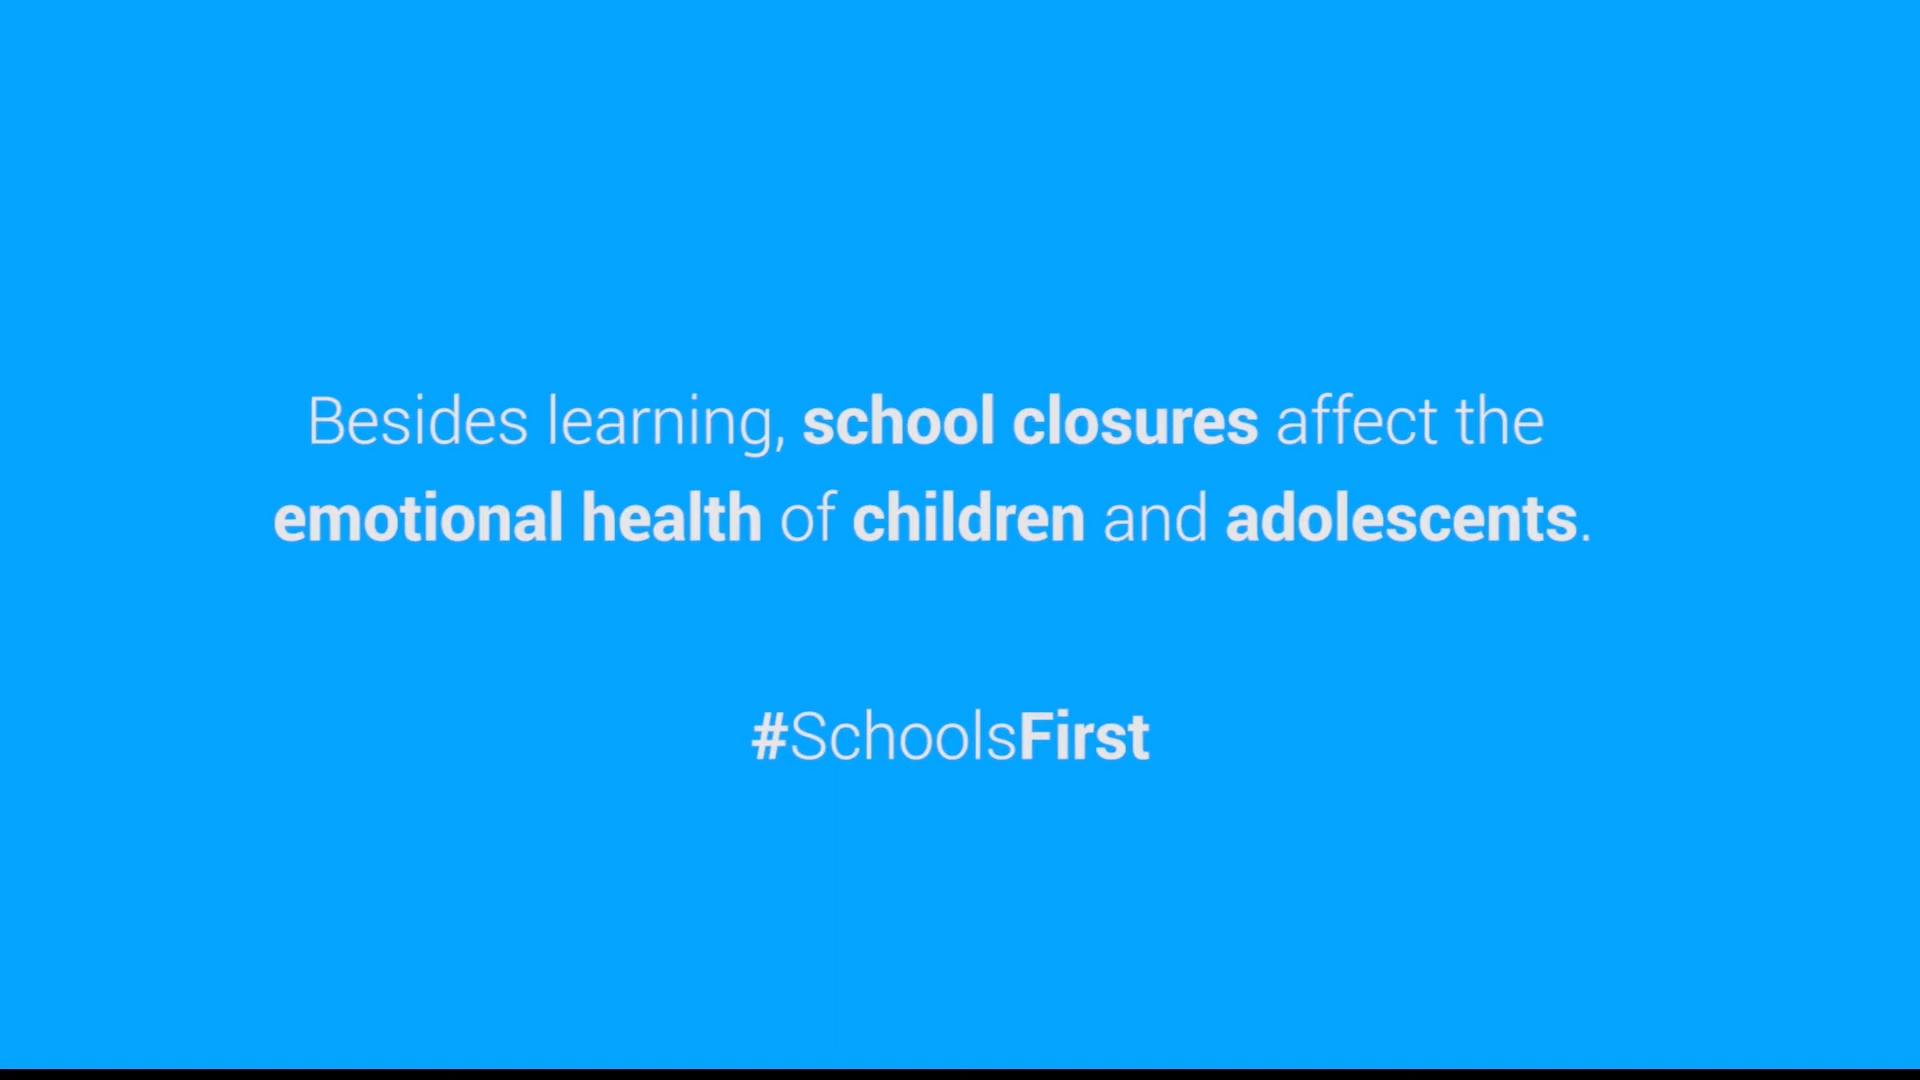 Besides learning, school closures affect the
emotional health of children and adolescents.
#SchoolsFirst